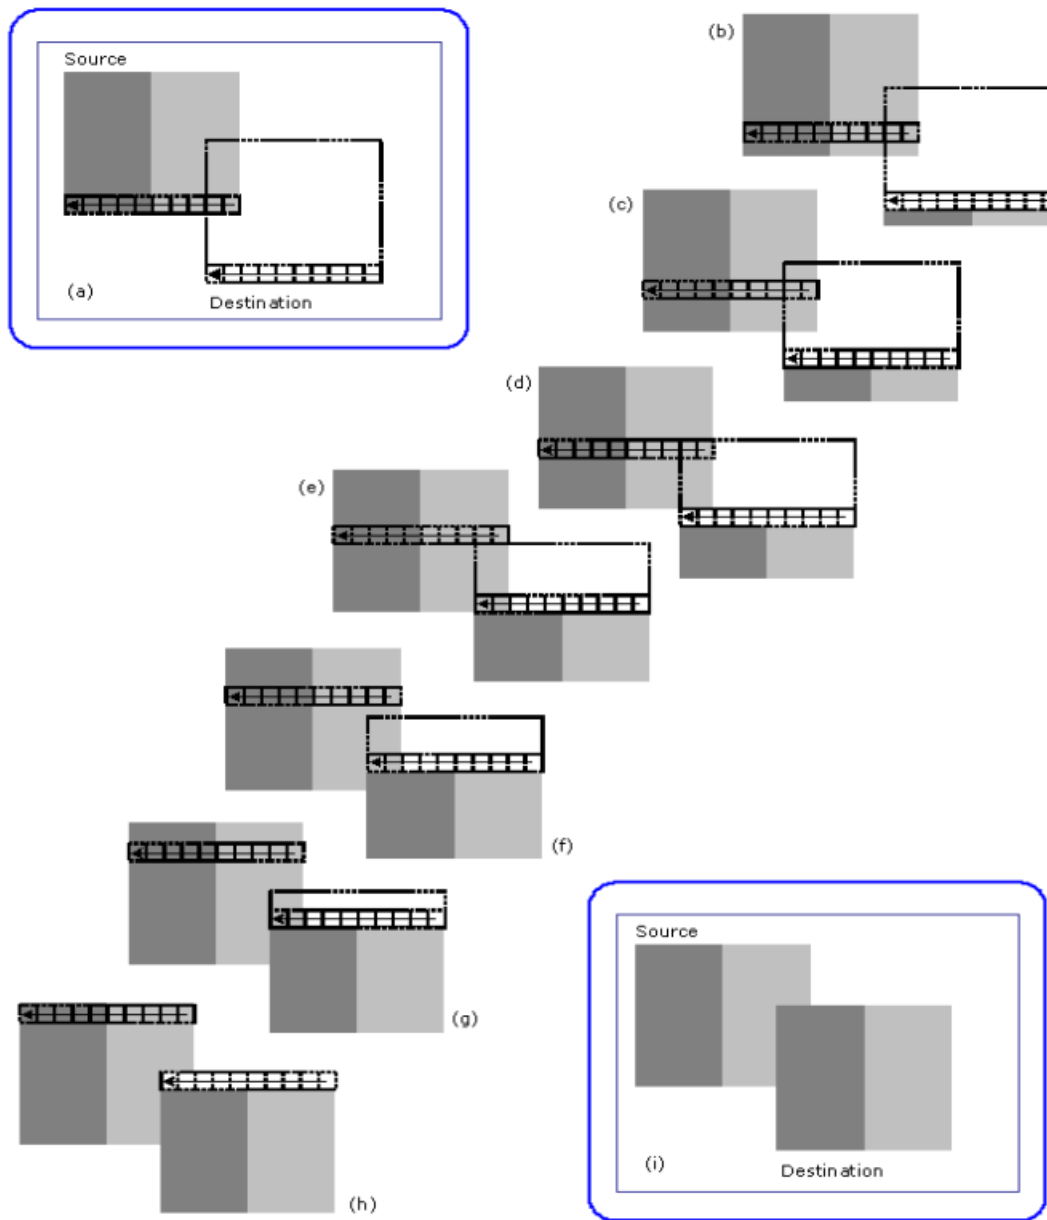 Source
(a)
Destination
(b)
(c)
(d)
(e)
(f)
(g)
(h)
Source
(i)
Destination